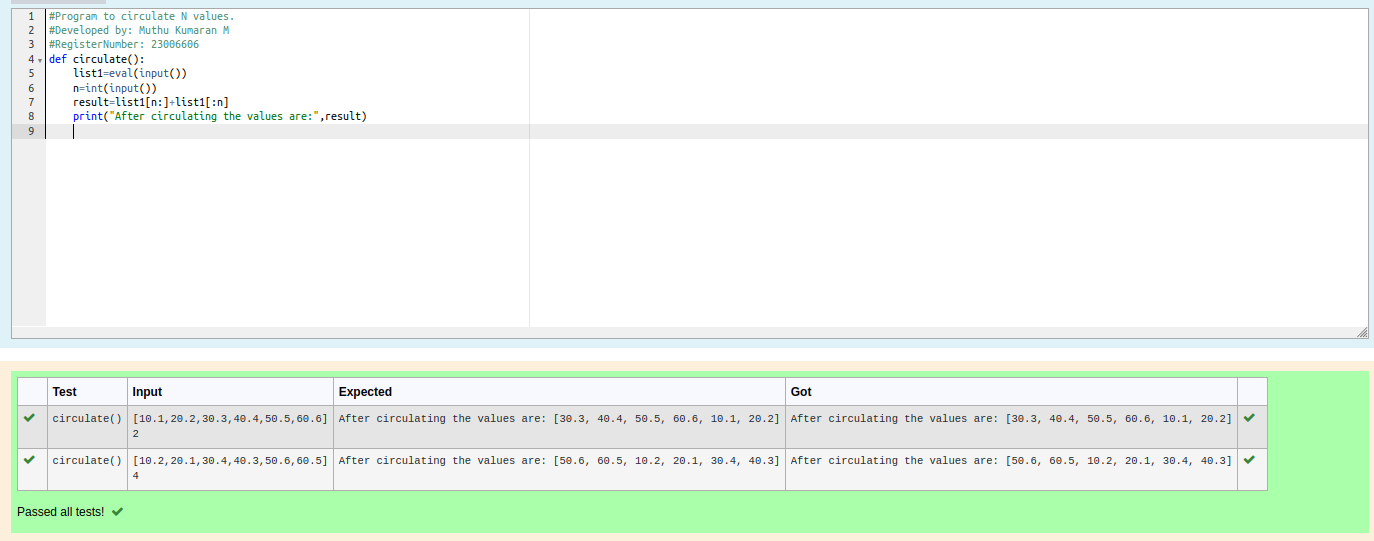 1 #Program to circulate N values.
2 #Developed by: Muthu Kumaran M
3 #RegisterNumber: 23006606
4 def circulate():
5     list1=eval(input())
6     n=int(input())
7     result=list1[n:]+list1[:n]
8     print("After circulating the values are:",result)
9
Test Input Expected Got
circulate() [10.1,20.2,30.3,40.4,50.5,60.6] After circulating the values are: [30.3, 40.4, 50.5, 60.6, 10.1, 20.2] After circulating the values are: [30.3, 40.4, 50.5, 60.6, 10.1, 20.2]
2
circulate() [10.2,20.1,30.4,40.3,50.6,60.5] After circulating the values are: [50.6, 60.5, 10.2, 20.1, 30.4, 40.3] After circulating the values are: [50.6, 60.5, 10.2, 20.1, 30.4, 40.3]
4
Passed all tests!